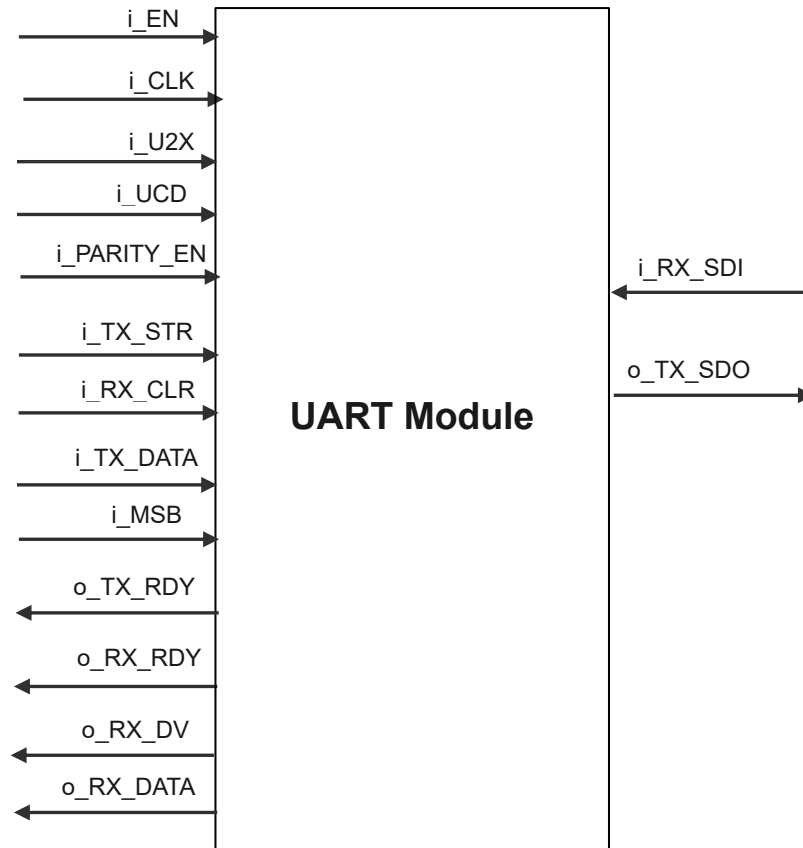 i_EN
i_CLK
i_U2X
i_UCD
i_PARITY_EN
i_TX_STR
i_RX_CLR
i_TX_DATA
i_MSB
o_TX_RDY
o_RX_RDY
o_RX_DV
o_RX_DATA
UART Module
i_RX_SDI
o_TX_SDO